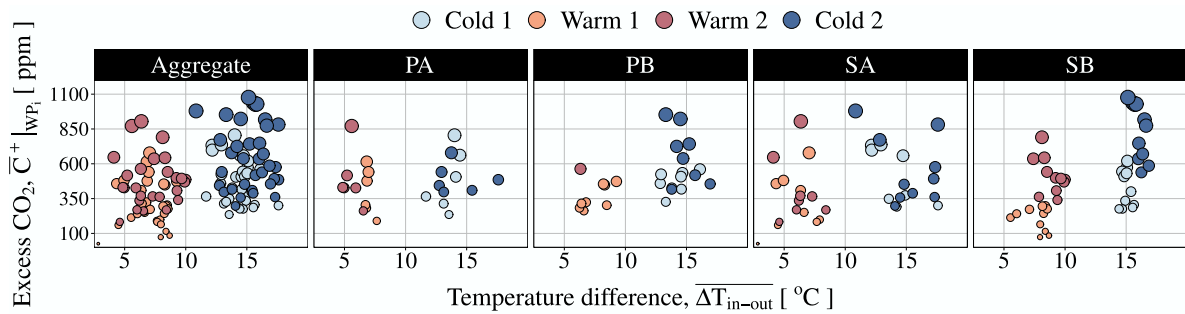 Cold 1 Warm 1 Warm 2 Cold 2
Excess CO₂, C̅⁺|WPᵢ [ ppm ]
Aggregate PA PB SA SB
1100
850
600
350
100
5 10 15 5 10 15 5 10 15 5 10 15 5 10 15
Temperature difference, ΔTin−out [ °C ]